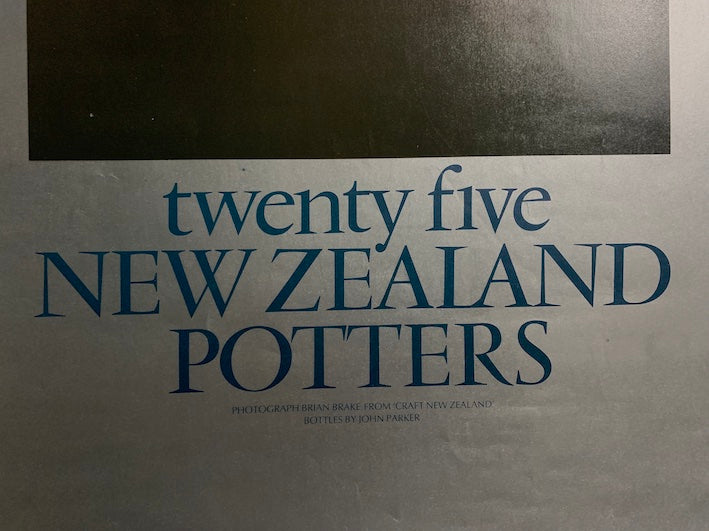 twenty five
NEW ZEALAND
POTTERS
PHOTOGRAPH BRIAN BRAKE FROM 'CRAFT NEW ZEALAND'
BOTTLES BY JOHN PARKER